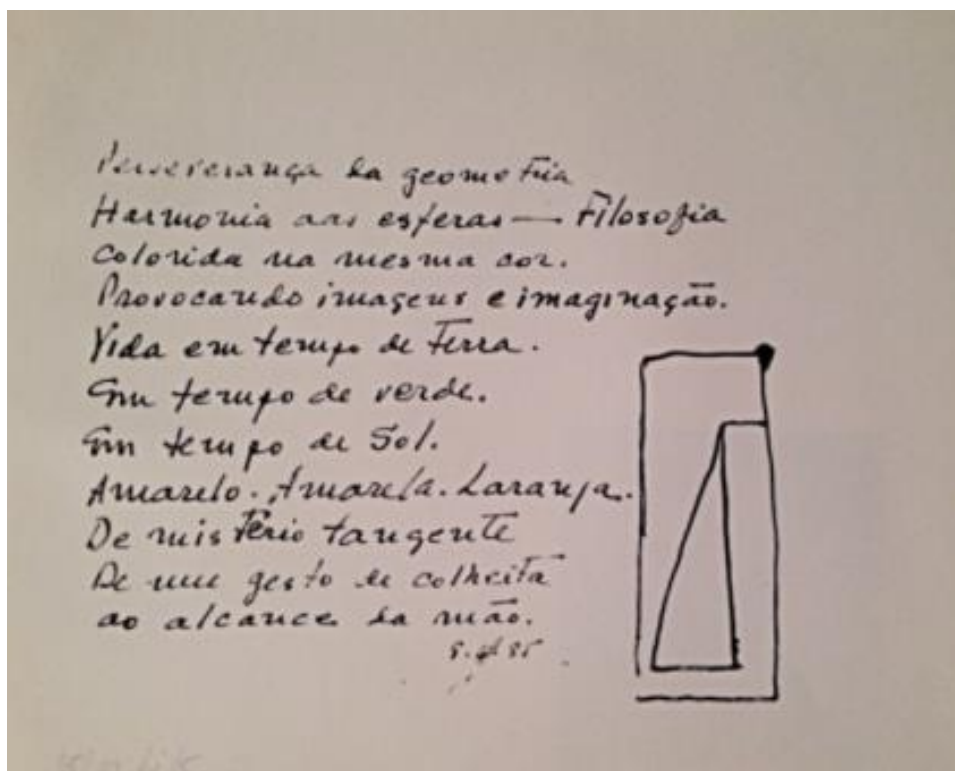 Perseverança da geometria
Harmonia das esferas — Filosofia
Colorida na mesma cor.
Provocando imagens e imaginação.
Vida em tempo de Terra.
Em tempo de verde.
Em tempo de Sol.
Amarelo. Amarela. Laranja.
De mistério tangente
De um gesto de colheita
ao alcance da mão.